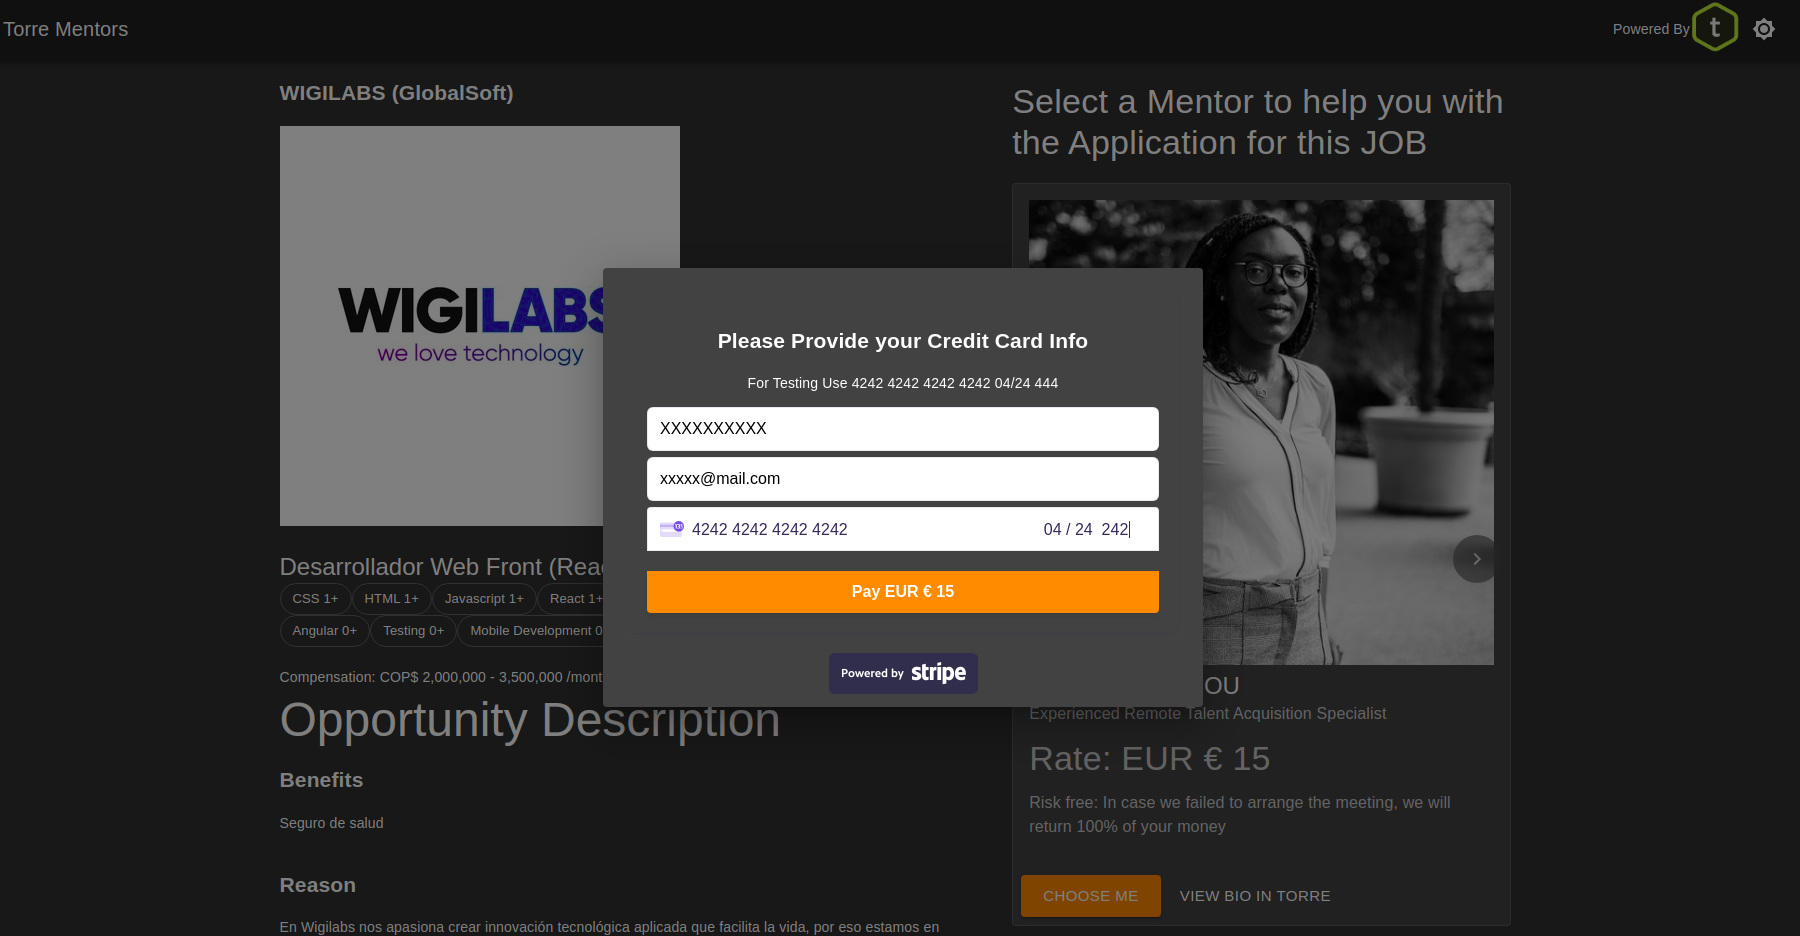 Torre Mentors
Powered By
t
WIGILABS (GlobalSoft)
WIGILABS
we love technology
Desarrollador Web Front (Reac
CSS 1+
HTML 1+
Javascript 1+
React 1+
Angular 0+
Testing 0+
Mobile Development 0
Compensation: COP$ 2,000,000 - 3,500,000 /mont
Opportunity Description
Benefits
Seguro de salud
Reason
En Wigilabs nos apasiona crear innovación tecnológica aplicada que facilita la vida, por eso estamos en
Please Provide your Credit Card Info
For Testing Use 4242 4242 4242 4242 04/24 444
XXXXXXXXXX
xxxxx@mail.com
4242 4242 4242 4242 04 / 24 242
Pay EUR € 15
Powered by stripe
Select a Mentor to help you with
the Application for this JOB
OU
Experienced Remote Talent Acquisition Specialist
Rate: EUR € 15
Risk free: In case we failed to arrange the meeting, we will
return 100% of your money
CHOOSE ME
VIEW BIO IN TORRE